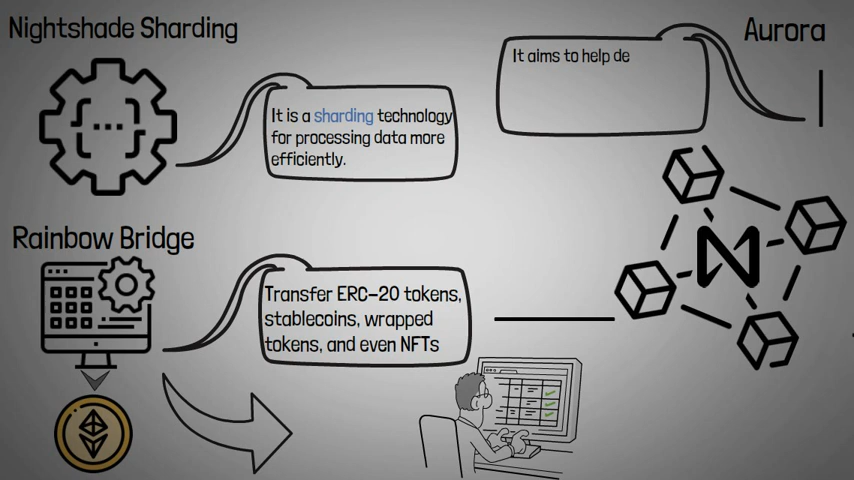 Nightshade Sharding
It is a sharding technology
for processing data more
efficiently.
Aurora
It aims to help de
Rainbow Bridge
Transfer ERC-20 tokens,
stablecoins, wrapped
tokens, and even NFTs